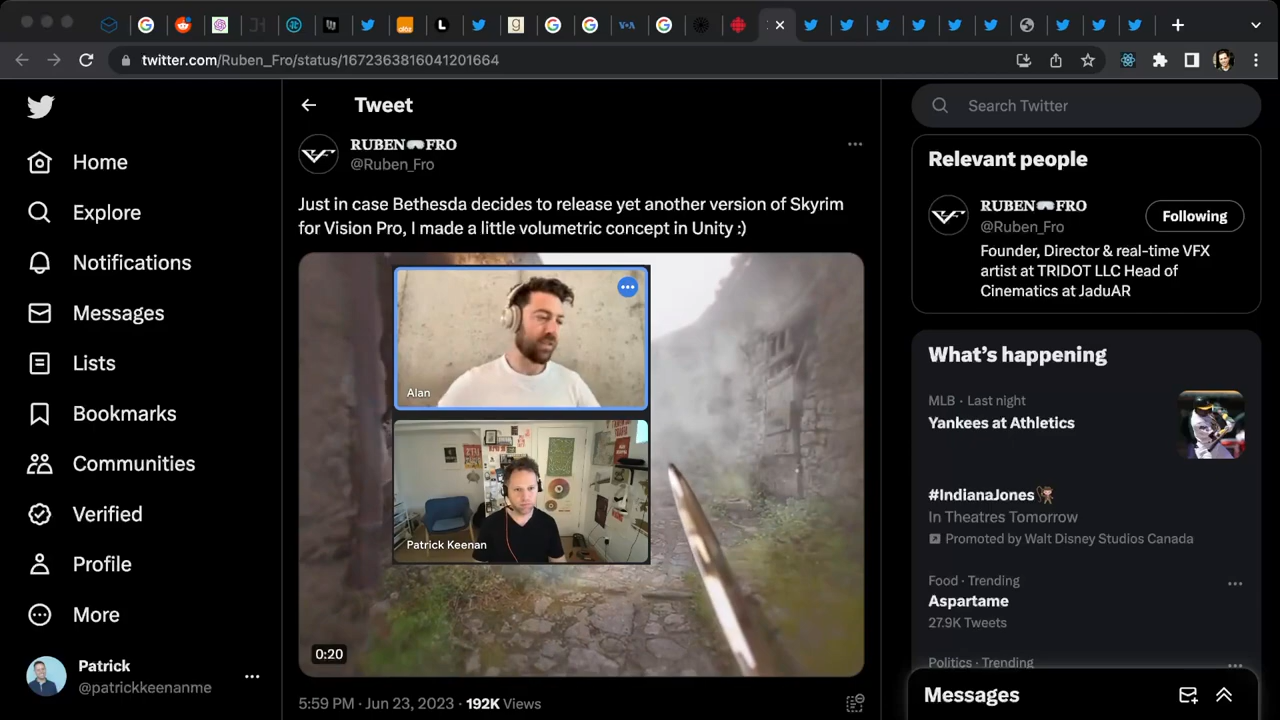 twitter.com/Ruben_Fro/status/1672363816041201664
Home
Explore
Notifications
Messages
Lists
Bookmarks
Communities
Verified
Profile
More
Patrick
@patrickkeenanme
Tweet
RUBEN🥽FRO
@Ruben_Fro
Just in case Bethesda decides to release yet another version of Skyrim
for Vision Pro, I made a little volumetric concept in Unity :)
Alan
Patrick Keenan
0:20
5:59 PM · Jun 23, 2023 · 192K Views
Search Twitter
Relevant people
RUBEN🥽FRO
@Ruben_Fro
Following
Founder, Director & real-time VFX
artist at TRIDOT LLC Head of
Cinematics at JaduAR
What's happening
MLB · Last night
Yankees at Athletics
#IndianaJones
In Theatres Tomorrow
Promoted by Walt Disney Studios Canada
Food · Trending
Aspartame
27.9K Tweets
Politics · Trending
Messages